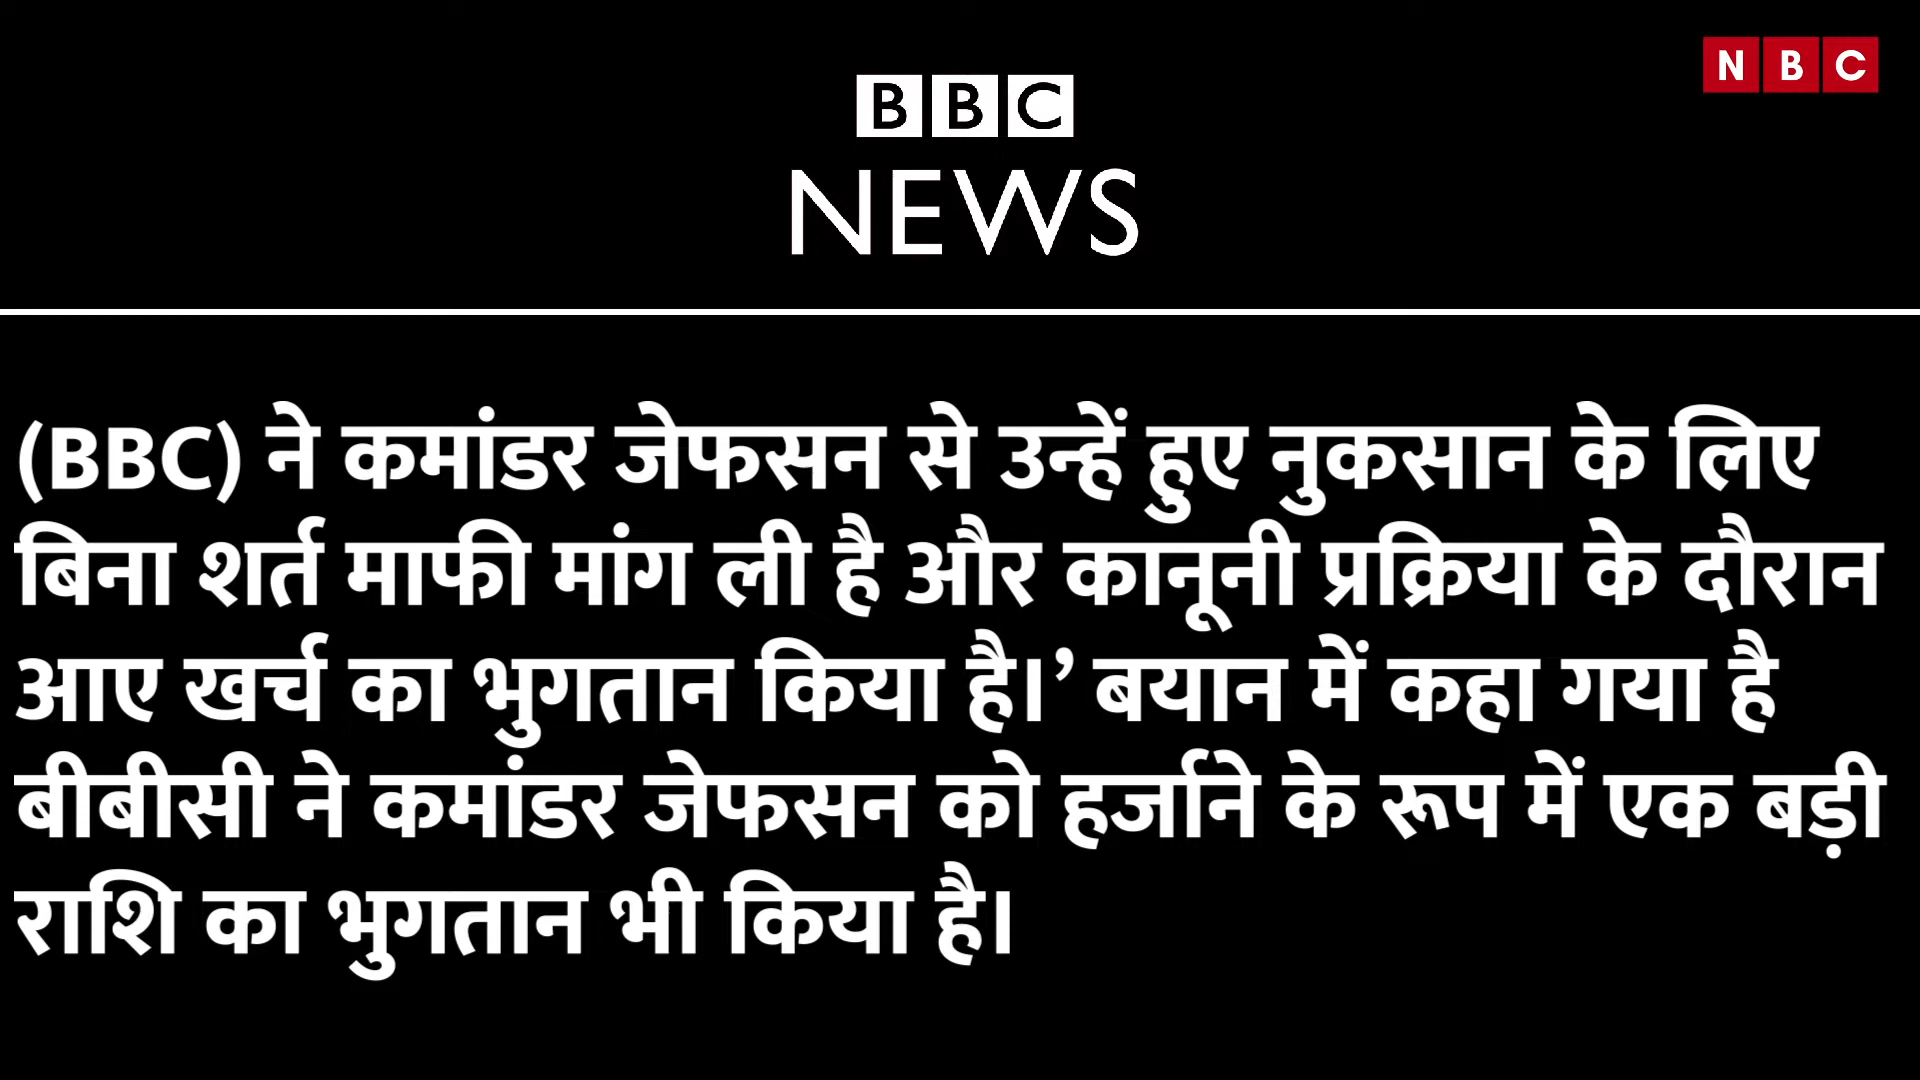 NBC
BBC
NEWS
(BBC) ने कमांडर जेफसन से उन्हें हुए नुकसान के लिए
बिना शर्त माफी मांग ली है और कानूनी प्रक्रिया के दौरान
आए खर्च का भुगतान किया है।’ बयान में कहा गया है
बीबीसी ने कमांडर जेफसन को हर्जाने के रूप में एक बड़ी
राशि का भुगतान भी किया है।